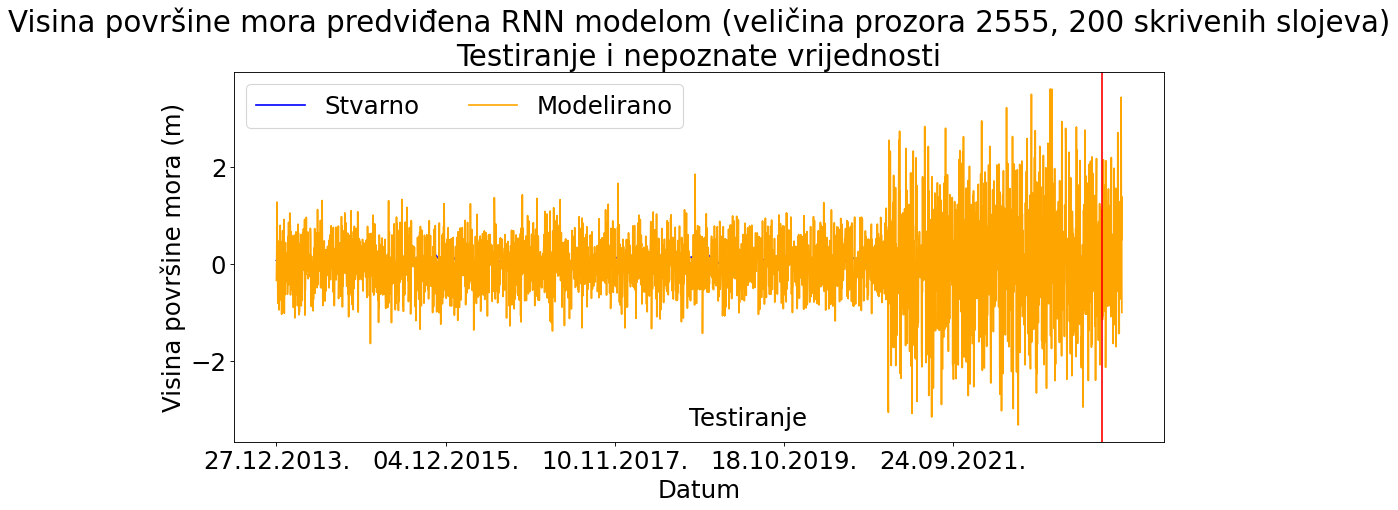 Visina površine mora predviđena RNN modelom (veličina prozora 2555, 200 skrivenih slojeva)
Testiranje i nepoznate vrijednosti
Stvarno
Modelirano
Visina površine mora (m)
2
0
−2
Testiranje
27.12.2013.
04.12.2015.
10.11.2017.
18.10.2019.
24.09.2021.
Datum